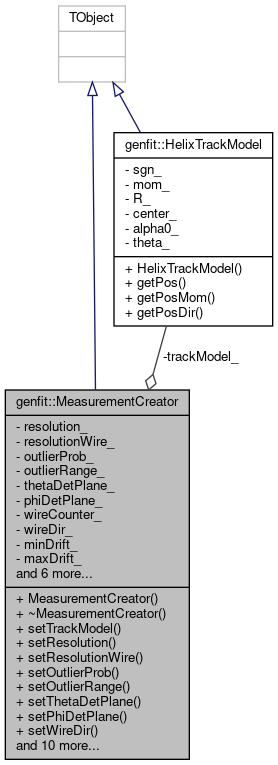 TObject
genfit::HelixTrackModel
- sgn_
- mom_
- R_
- center_
- alpha0_
- theta_
+ HelixTrackModel()
+ getPos()
+ getPosMom()
+ getPosDir()
-trackModel_
genfit::MeasurementCreator
- resolution_
- resolutionWire_
- outlierProb_
- outlierRange_
- thetaDetPlane_
- phiDetPlane_
- wireCounter_
- wireDir_
- minDrift_
- maxDrift_
and 6 more...
+ MeasurementCreator()
+ ~MeasurementCreator()
+ setTrackModel()
+ setResolution()
+ setResolutionWire()
+ setOutlierProb()
+ setOutlierRange()
+ setThetaDetPlane()
+ setPhiDetPlane()
+ setWireDir()
and 10 more...